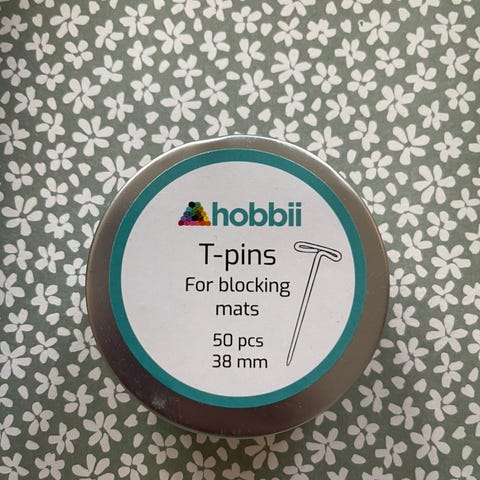 hobbii
T-pins
For blocking
mats
50 pcs
38 mm